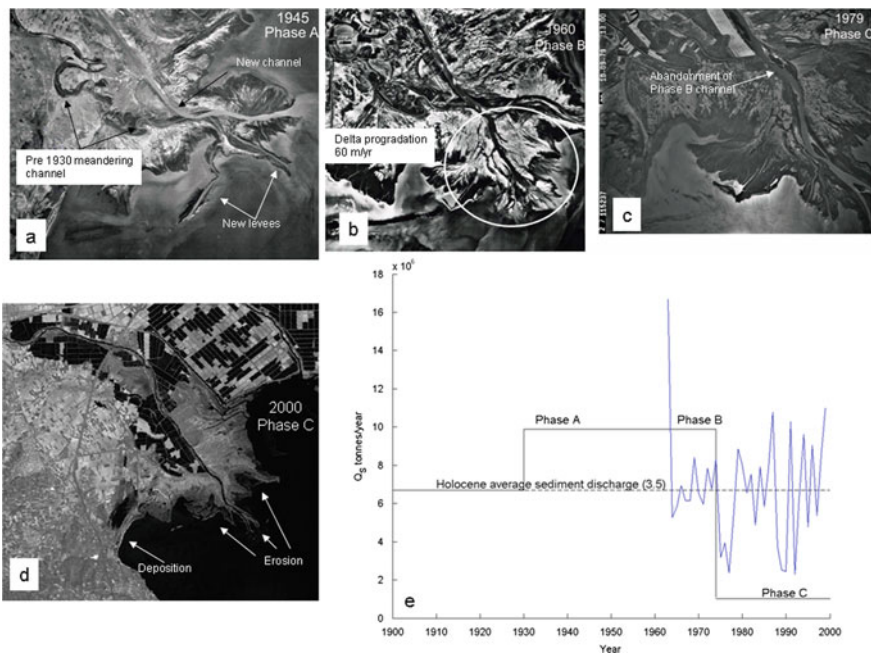 1945
Phase A
New channel
Pre 1930 meandering
channel
New levees
a
1960
Phase B
Delta progradation
60 m/yr
b
1979
Phase C
Abandonment of
Phase B channel
c
2000
Phase C
Deposition
Erosion
d
x 10⁶
18
16
14
12
10
8
6
4
2
0
Qs tonnes/year
Phase A
Phase B
Holocene average sediment discharge (3.5)
Phase C
e
1900 1910 1920 1930 1940 1950 1960 1970 1980 1990 2000
Year